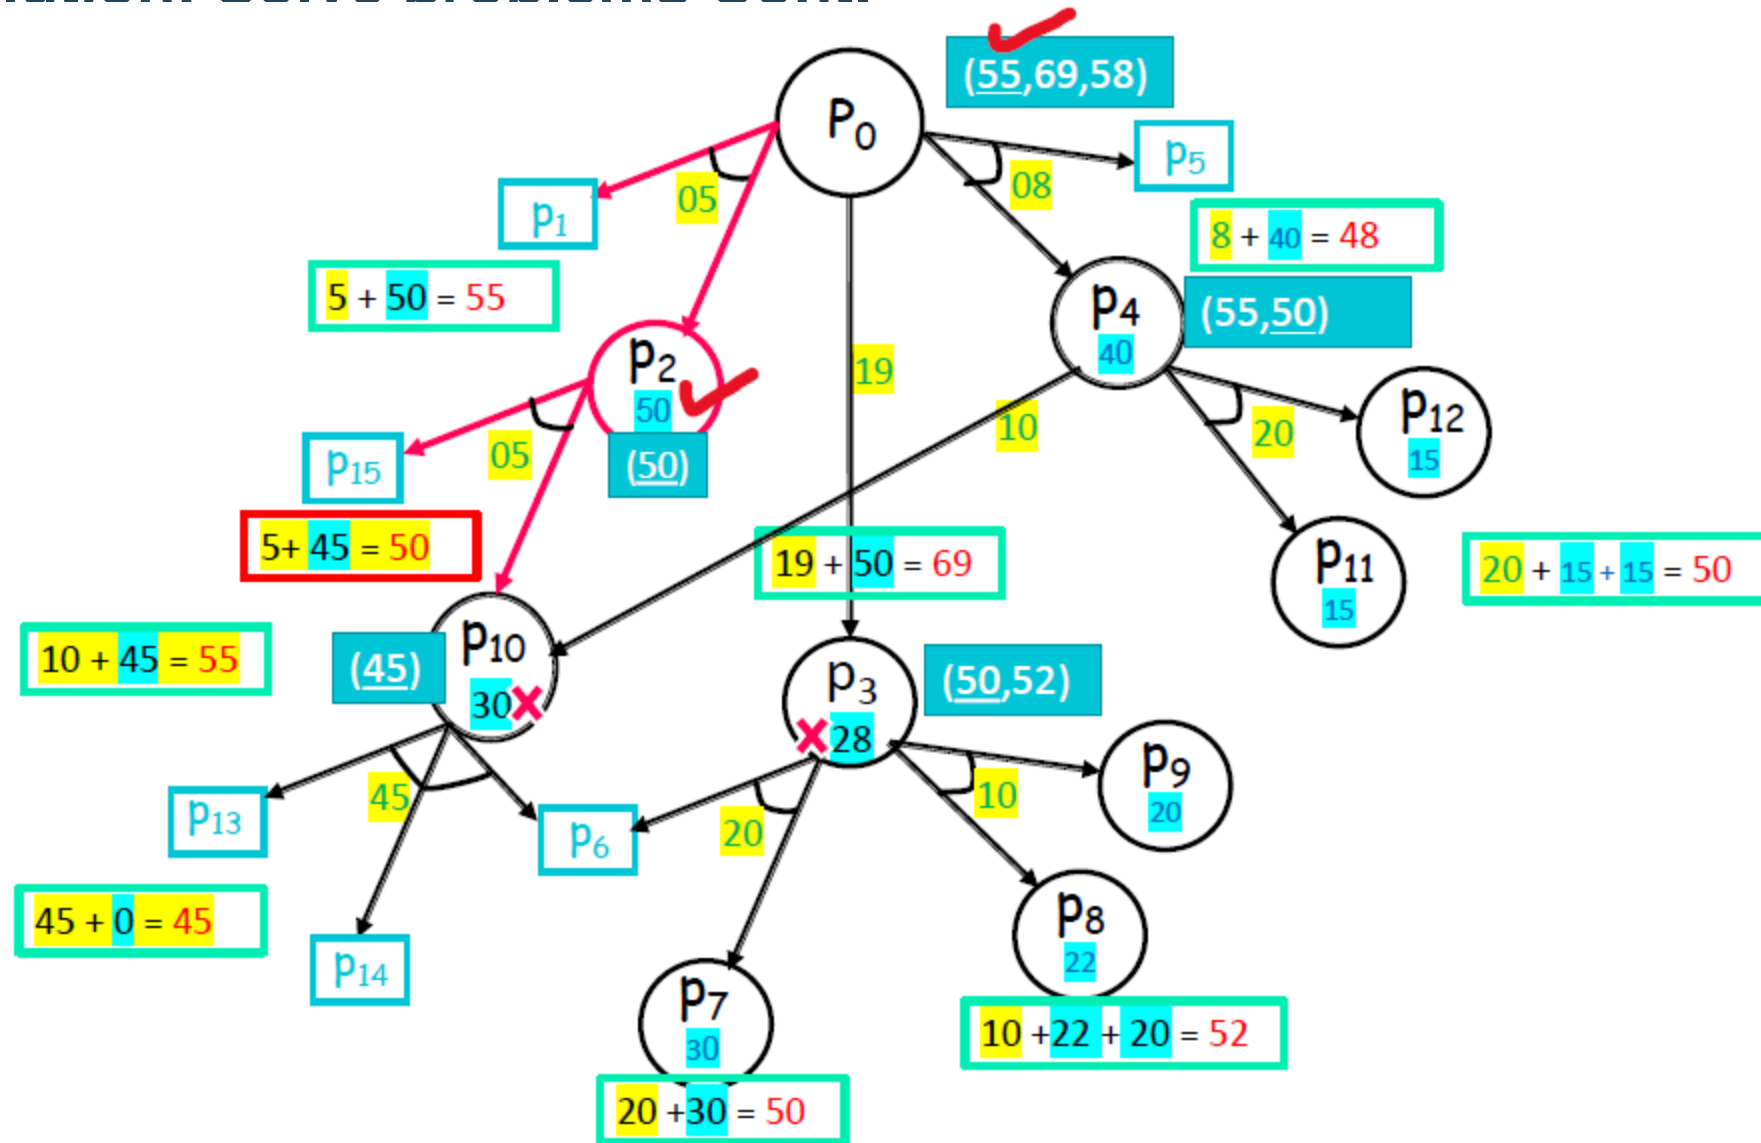 (55,69,58)
P0
p5
08
05
p1
8 + 40 = 48
5 + 50 = 55
p4
40
(55,50)
p2
50
19
10
p12
15
20
(50)
p15
05
5+ 45 = 50
19 + 50 = 69
p11
15
20 + 15 + 15 = 50
10 + 45 = 55
(45)
p10
30
p3
28
(50,52)
p9
20
10
45
p13
p6
20
45 + 0 = 45
p14
p8
22
p7
30
10 +22 + 20 = 52
20 +30 = 50